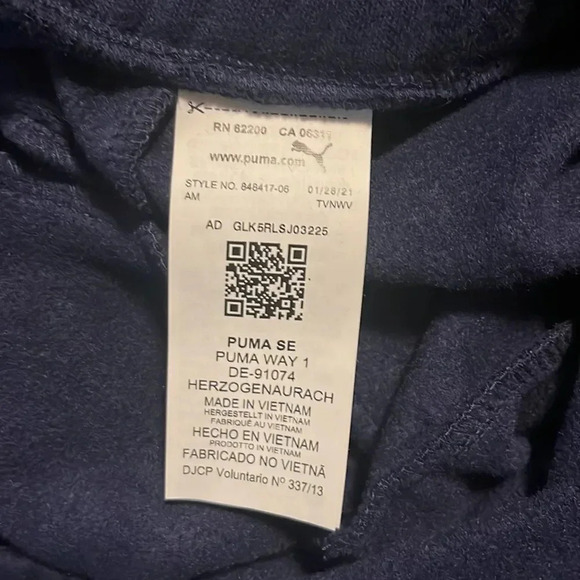 RN 62200 CA 06319
www.puma.com
STYLE NO. 848417-06 01/28/21
AM TVNWV
AD GLK5RLSJ03225
PUMA SE
PUMA WAY 1
DE-91074
HERZOGENAURACH
MADE IN VIETNAM
HERGESTELLT IN VIETNAM
FABRIQUÉ AU VIETNAM
HECHO EN VIETNAM
PRODOTTO IN VIETNAM
FABRICADO NO VIETNÃ
DJCP Voluntario Nº 337/13